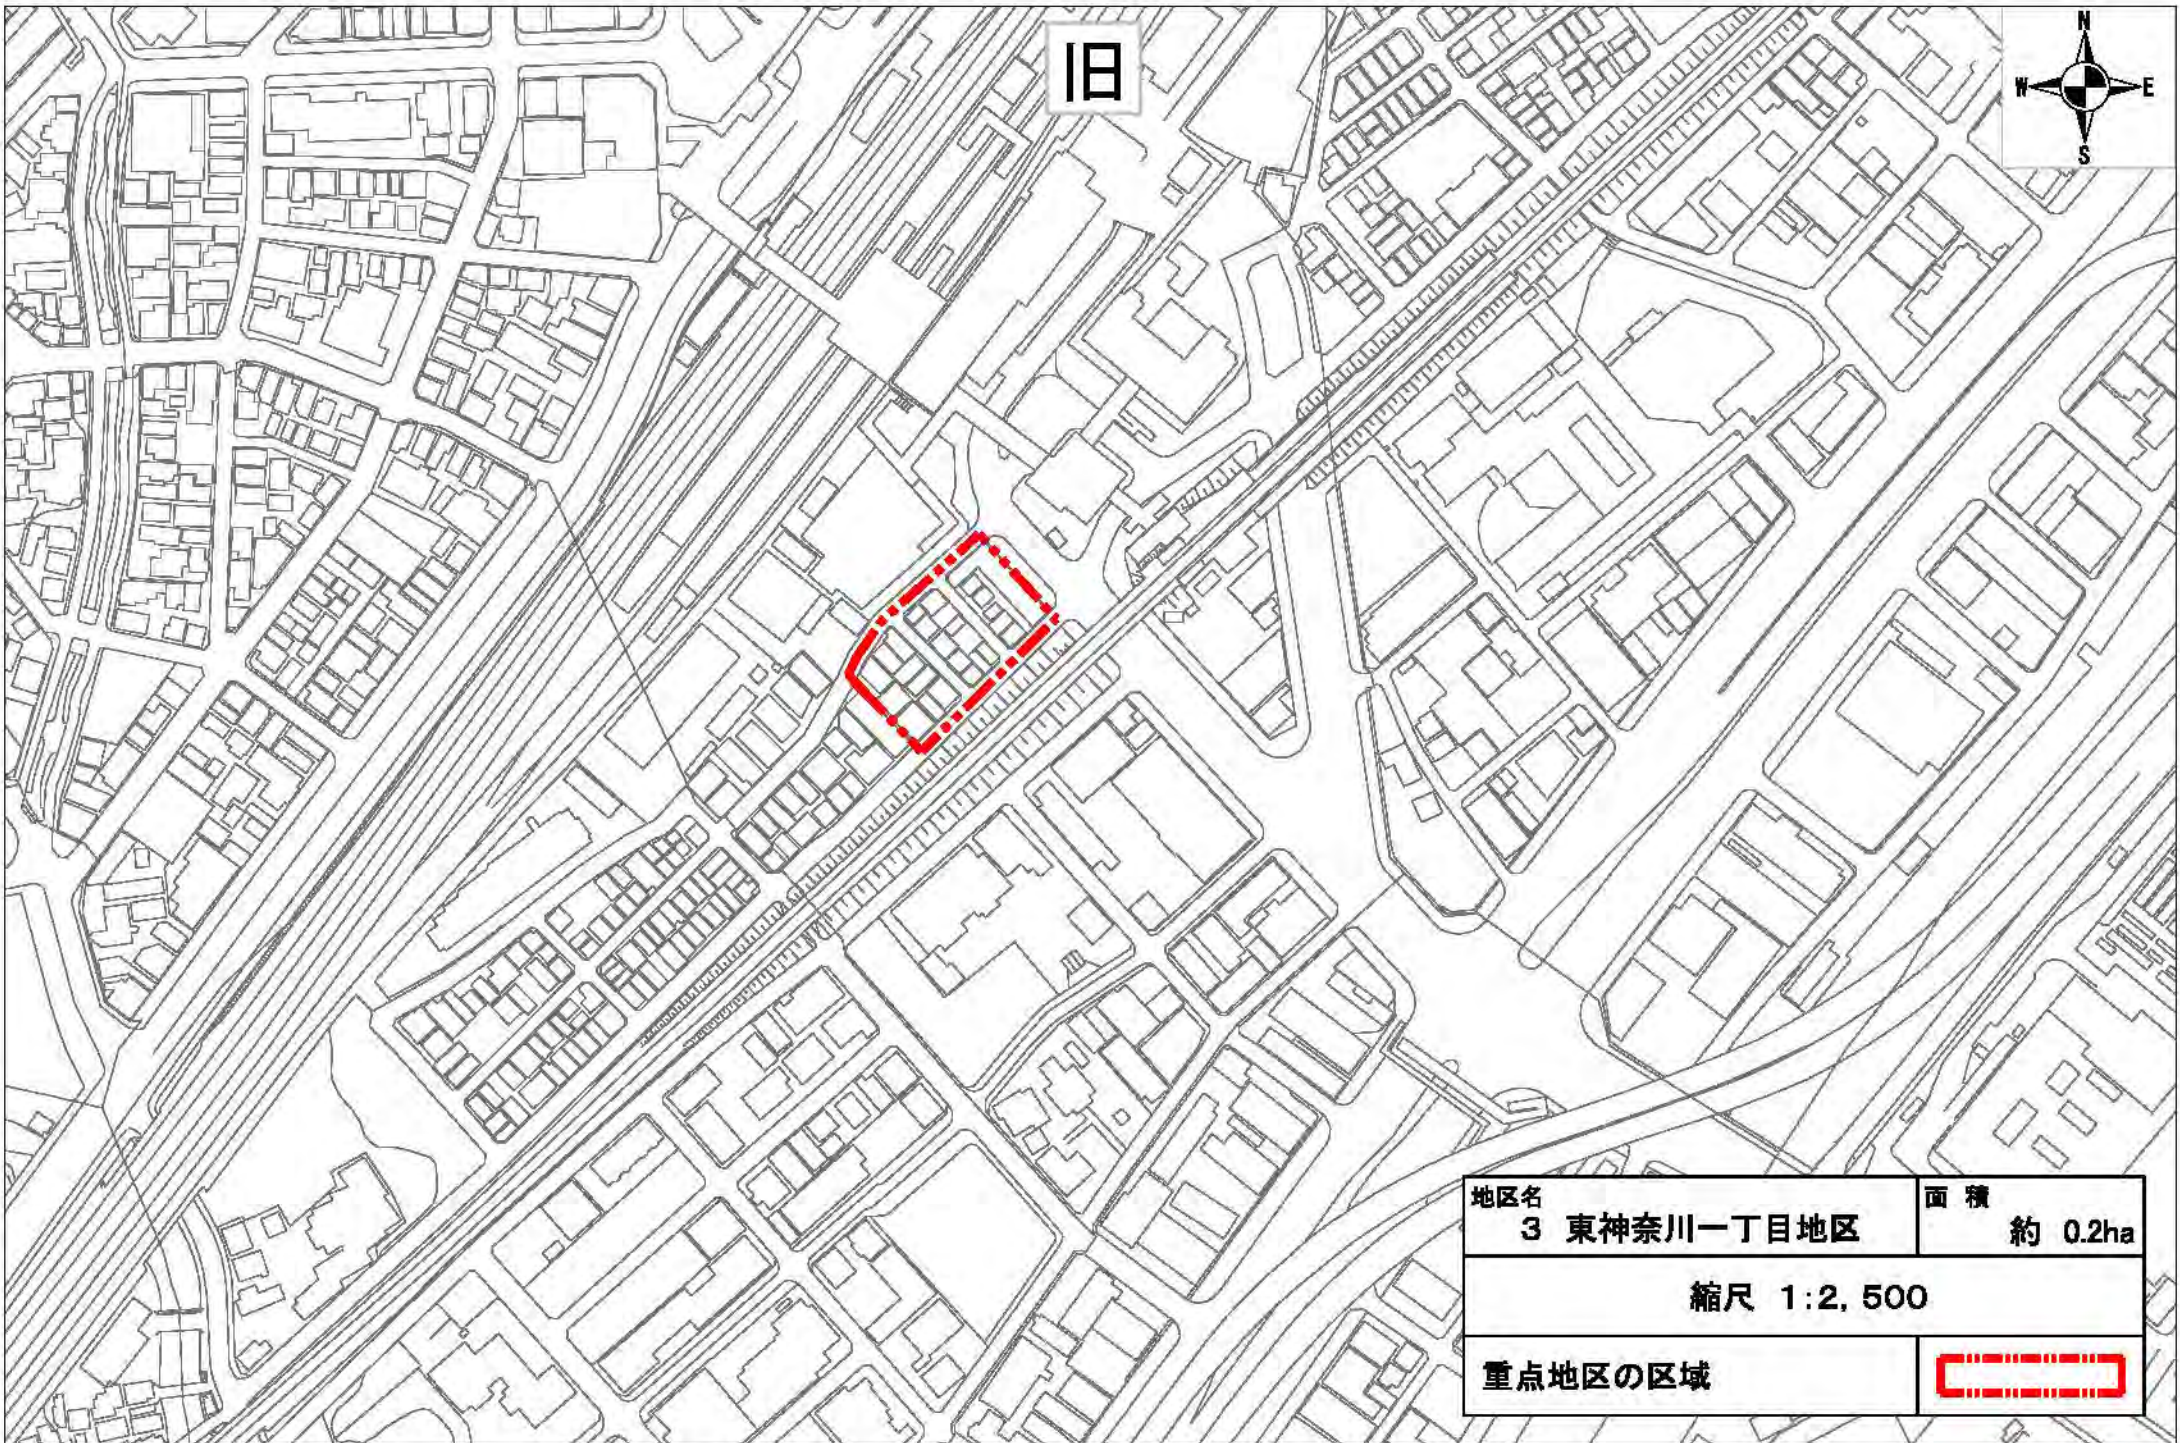 旧
N
W E
S
地区名
3 東神奈川一丁目地区
面 積
約 0.2ha
縮尺 1:2,500
重点地区の区域